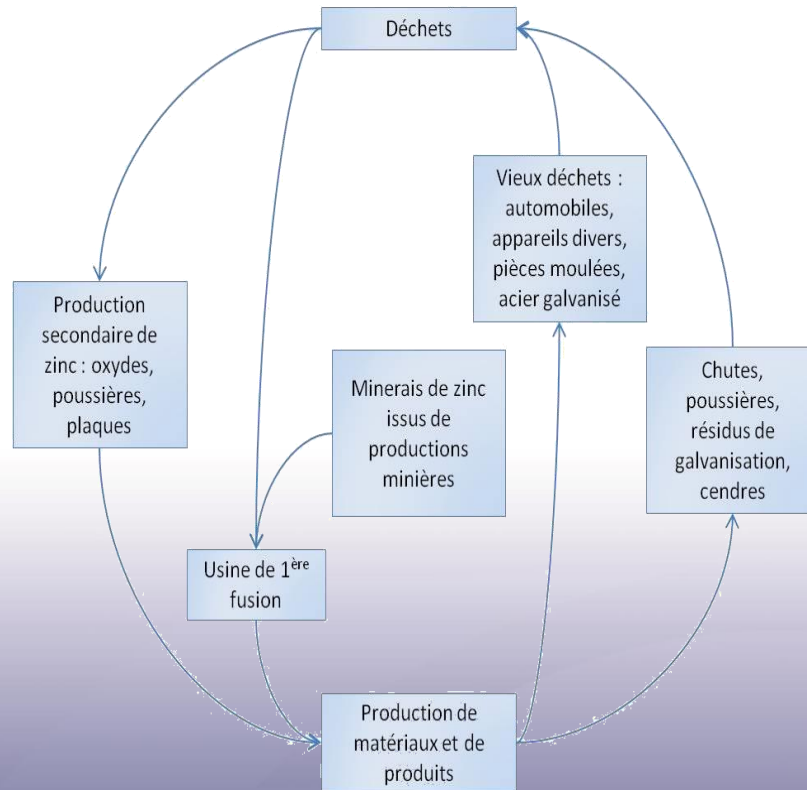 Déchets
Vieux déchets :
automobiles,
appareils divers,
pièces moulées,
acier galvanisé
Production
secondaire de
zinc : oxydes,
poussières,
plaques
Minerais de zinc
issus de
productions
minières
Chutes,
poussières,
résidus de
galvanisation,
cendres
Usine de 1ère
fusion
Production de
matériaux et de
produits